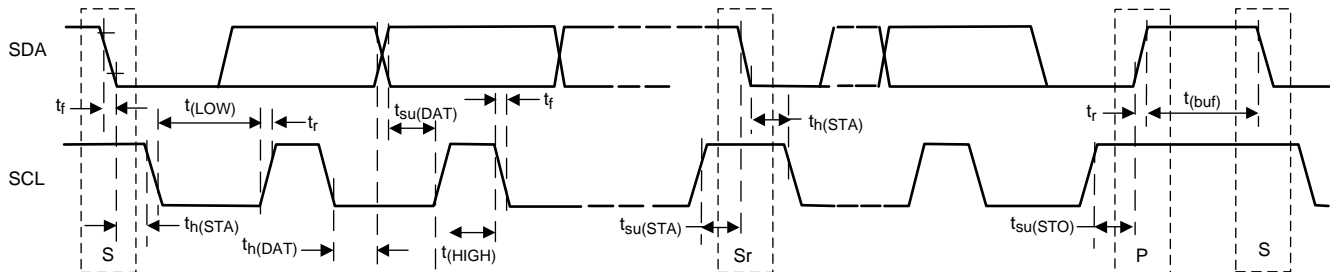 SDA
t_f
t_(LOW)
t_r
t_su(DAT)
t_f
t_h(STA)
t_r
t_(buf)
SCL
t_h(STA)
t_h(DAT)
t_(HIGH)
t_su(STA)
t_su(STO)
S
Sr
P
S